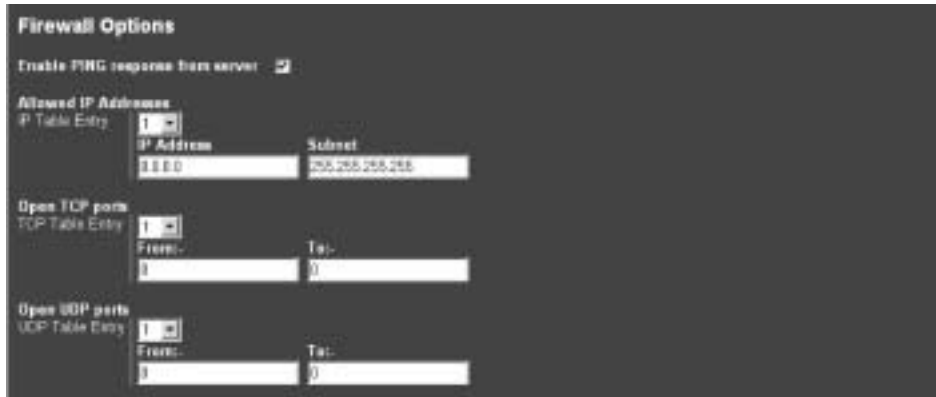 Firewall Options
Enable PING response from server
Allowed IP Addresses
IP Table Entry 1
IP Address Subnet
0.0.0.0 255.255.255.255
Open TCP ports
TCP Table Entry 1
From:- To:-
0 0
Open UDP ports
UDP Table Entry 1
From:- To:-
0 0